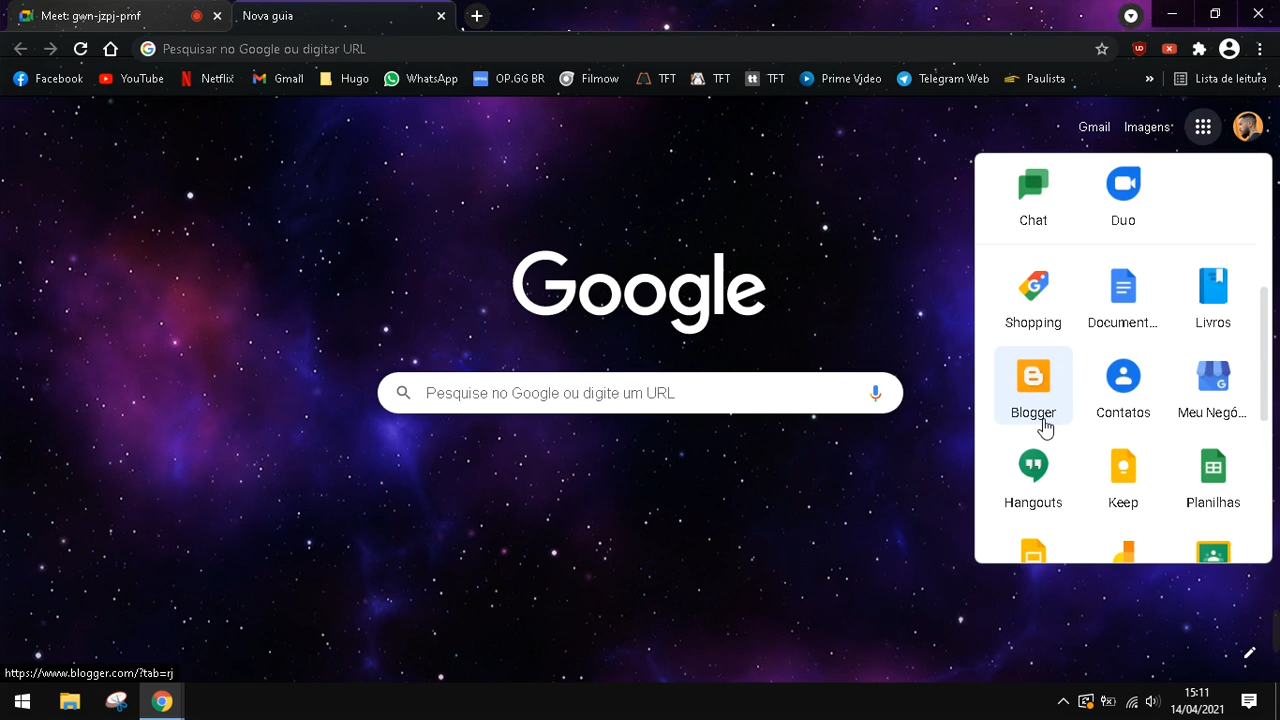 Meet: gwn-jzpj-pmf
Nova guia
Pesquisar no Google ou digitar URL
Facebook
YouTube
Netflix
Gmail
Hugo
WhatsApp
OP.GG BR
Filmow
TFT
TFT
TFT
Prime Video
Telegram Web
Paulista
»
Lista de leitura
Gmail
Imagens
Chat
Duo
Google
Shopping
Document...
Livros
Pesquise no Google ou digite um URL
Blogger
Contatos
Meu Negó...
Hangouts
Keep
Planilhas
https://www.blogger.com/?tab=rj
15:11
14/04/2021